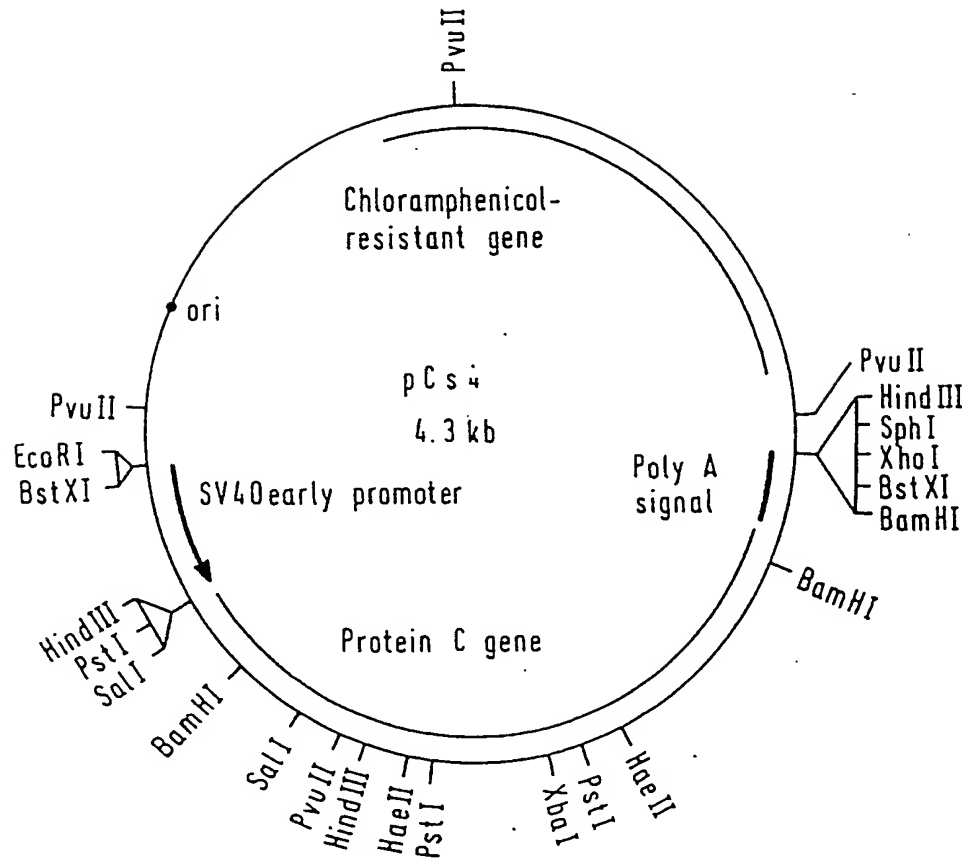 PvuII
Chloramphenicol-
resistant gene
ori
pCs4
4.3 kb
PvuII
HindIII
SphI
XhoI
BstXI
BamHI
PvuII
EcoRI
BstXI
SV40early promoter
Poly A
signal
BamHI
HindIII
PstI
SalI
Protein C gene
BamHI
SalI
PvuII
HindIII
HaeII
PstI
XbaI
PstI
HaeII